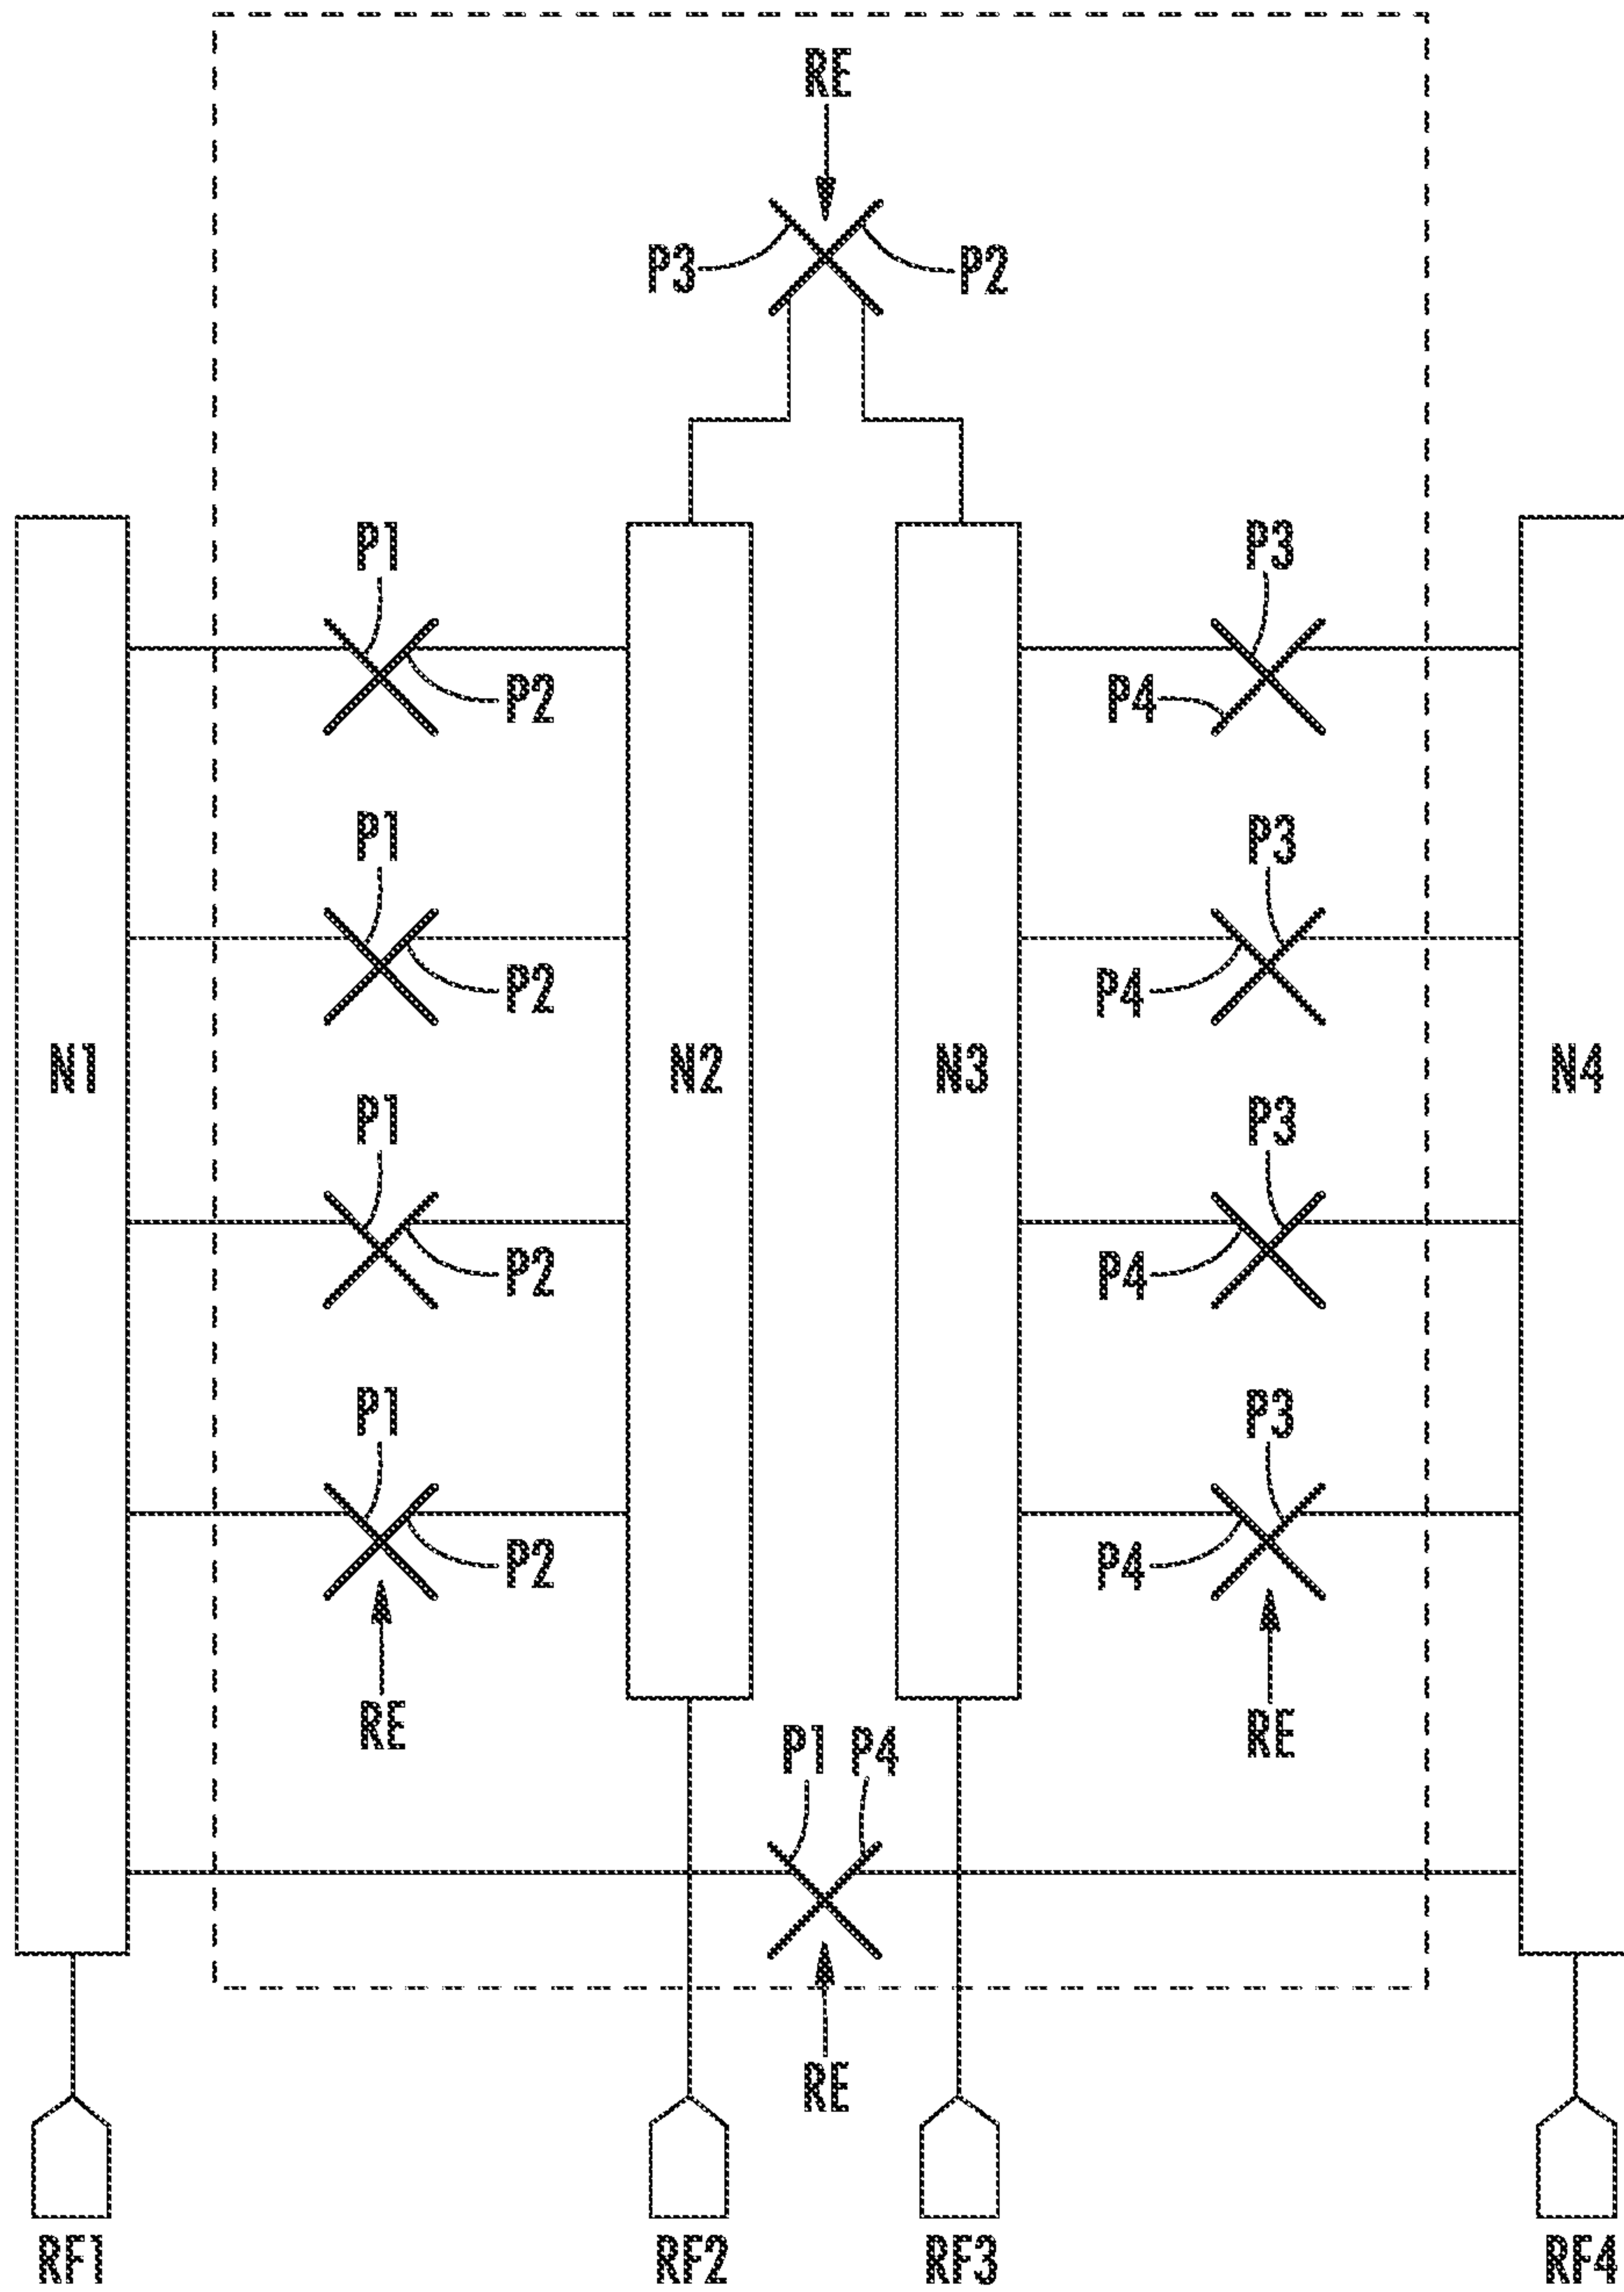 RE
P3 P2
P1 P3
P2 P4
P1 P3
P2 P4
N1 N2 N3 N4
P1 P3
P2 P4
P1 P3
P2 P4
RE RE
P1 P4
RE
RF1 RF2 RF3 RF4